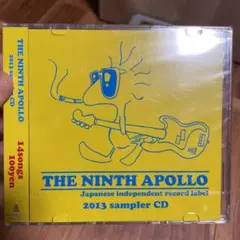 THE NINTH APOLLO
14songs
100yen
THE NINTH APOLLO
Japanese independent record label
2013 sampler CD